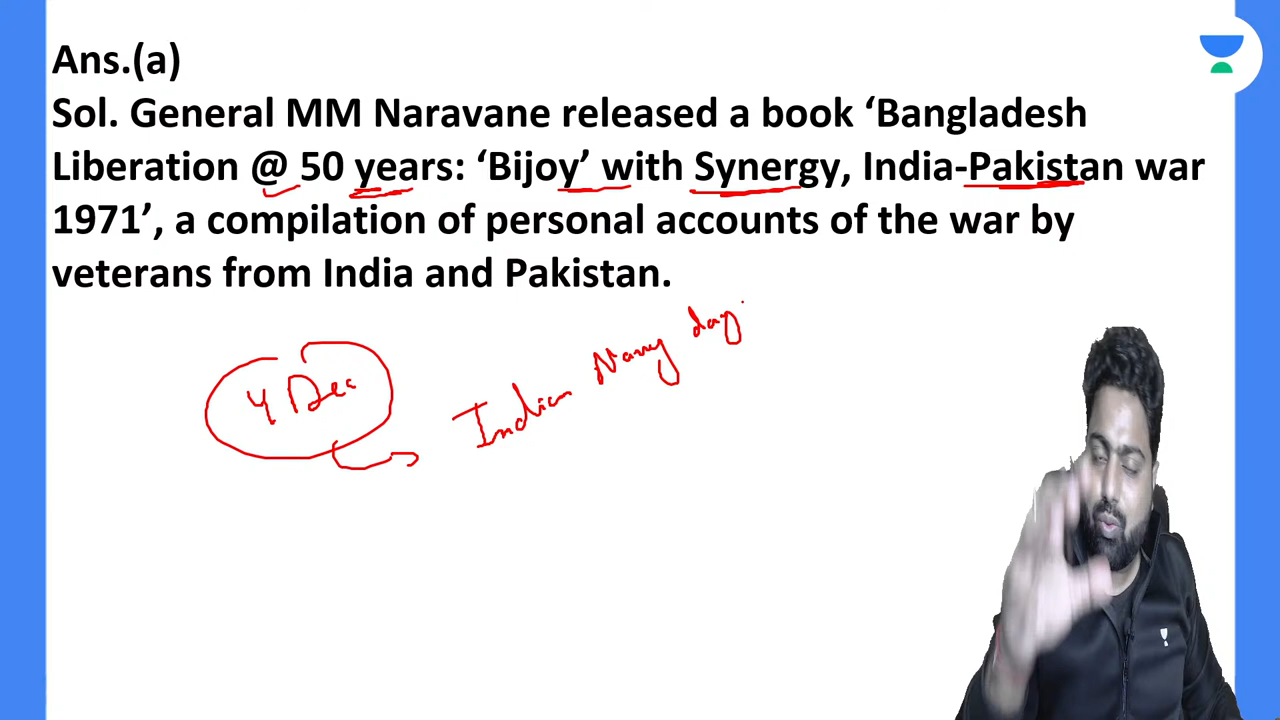 Ans.(a)
Sol. General MM Naravane released a book ‘Bangladesh
Liberation @ 50 years: ‘Bijoy’ with Synergy, India-Pakistan war
1971’, a compilation of personal accounts of the war by
veterans from India and Pakistan.
4 Dec
Indian Navy day